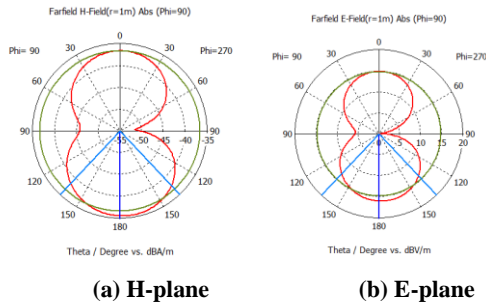 Farfield H-Field(r=1m) Abs (Phi=90)
0
Phi= 90 30 30 Phi=270
60 60
90 -55 -50 -45 -40 -35 90
120 120
150 150
180
Theta / Degree vs. dBA/m
(a) H-plane
Farfield E-Field(r=1m) Abs (Phi=90)
0
Phi= 90 30 30 Phi=270
60 60
90 0 5 10 15 20 90
120 120
150 150
180
Theta / Degree vs. dBV/m
(b) E-plane